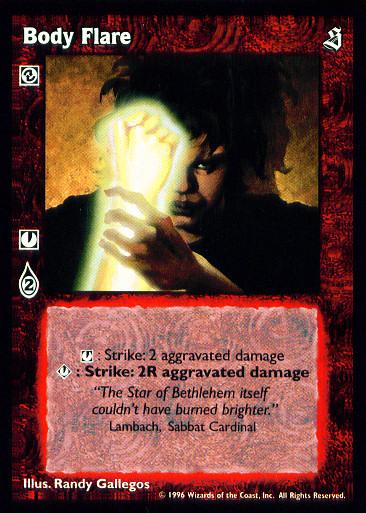 Body Flare
2
: Strike: 2 aggravated damage
: Strike: 2R aggravated damage
"The Star of Bethlehem itself
couldn't have burned brighter."
Lambach, Sabbat Cardinal
Illus. Randy Gallegos
© 1996 Wizards of the Coast, Inc. All Rights Reserved.